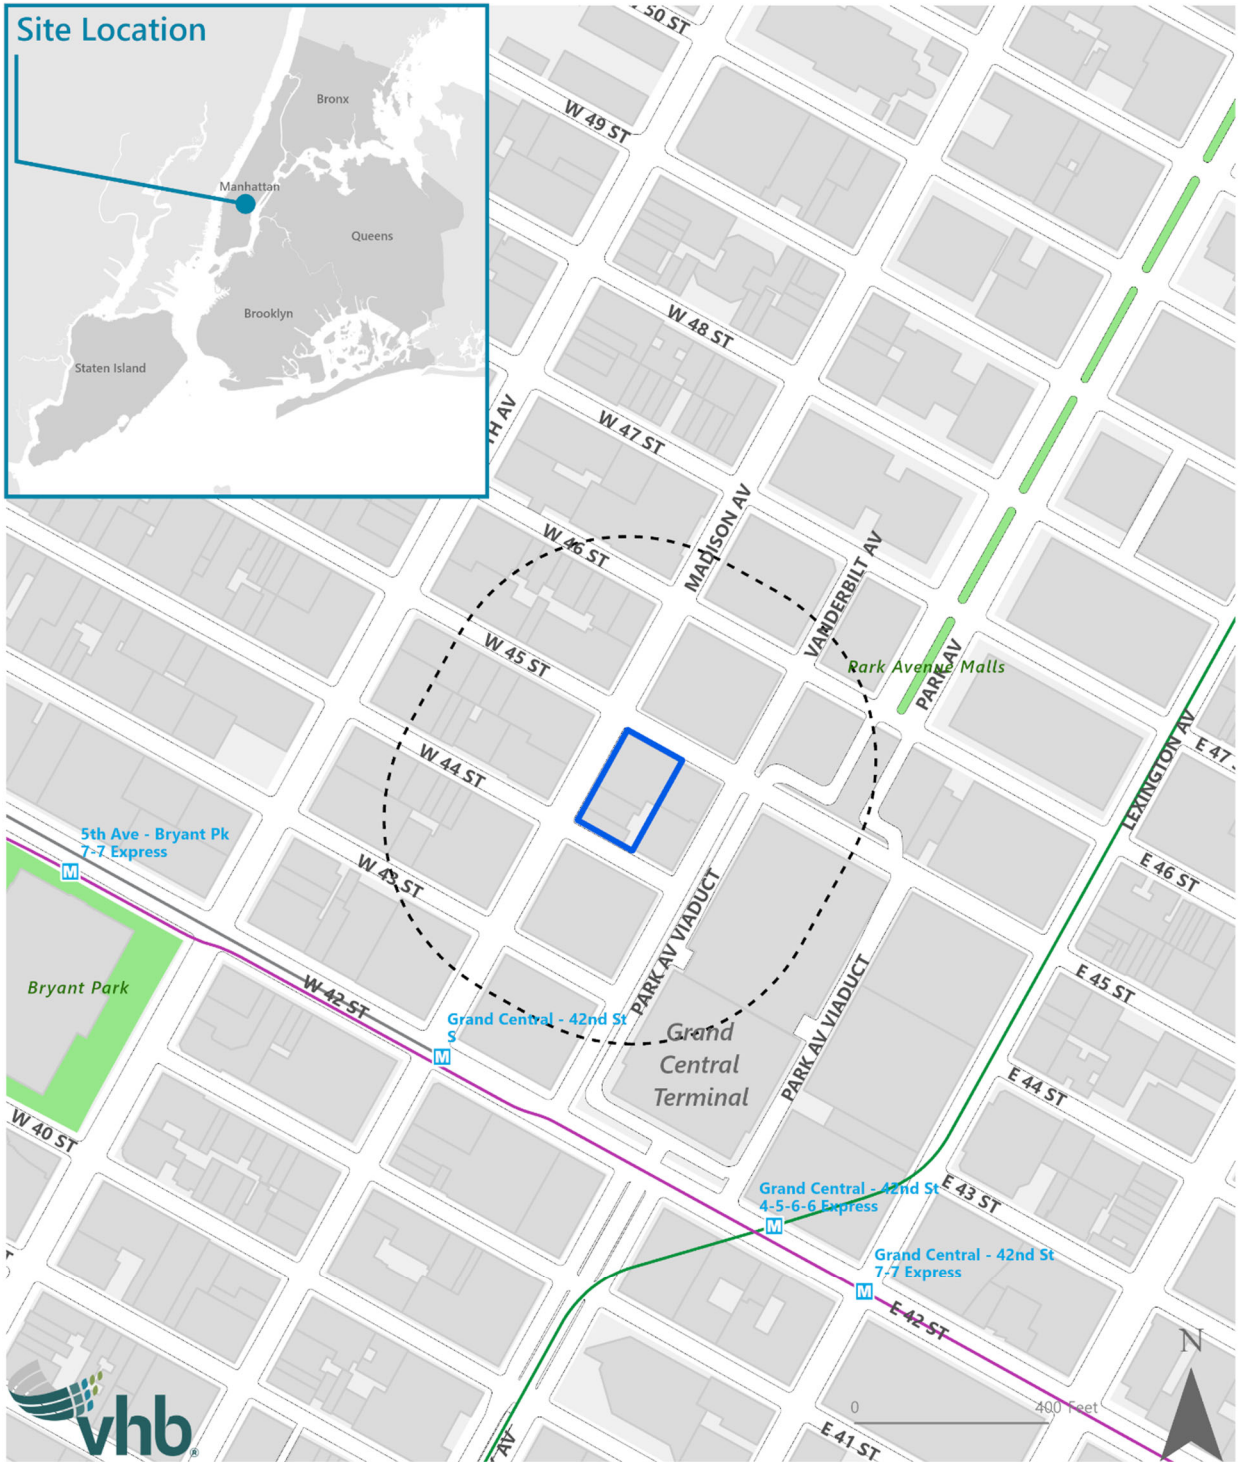 Site Location
Bronx
Manhattan
Queens
Brooklyn
Staten Island
50 ST
W 49 ST
W 48 ST
W 47 ST
TH AV
W 46 ST
MADISON AV
VANDERBILT AV
W 45 ST
Park Avenue Malls
PARK AV
W 44 ST
LEXINGTON AV
E 47
5th Ave - Bryant Pk
7-7 Express
M
W 43 ST
E 46 ST
PARK AV VIADUCT
PARK AV VIADUCT
Bryant Park
W 42 ST
E 45 ST
Grand Central - 42nd St
S
M
Grand
Central
Terminal
E 44 ST
W 40 ST
Grand Central - 42nd St
4-5-6-6 Express
M
E 43 ST
Grand Central - 42nd St
7-7 Express
M
E 42 ST
N
0
400 Feet
vhb®
AV
E 41 ST